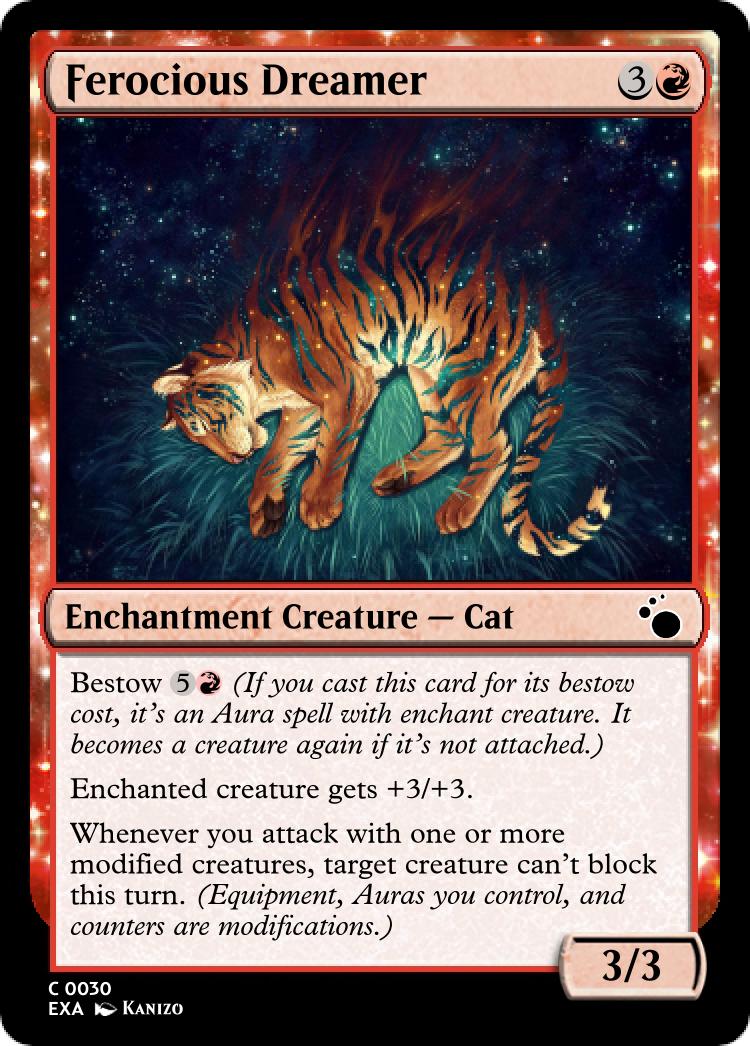 Ferocious Dreamer 3
Enchantment Creature — Cat
Bestow 5 (If you cast this card for its bestow
cost, it's an Aura spell with enchant creature. It
becomes a creature again if it's not attached.)
Enchanted creature gets +3/+3.
Whenever you attack with one or more
modified creatures, target creature can't block
this turn. (Equipment, Auras you control, and
counters are modifications.)
3/3
C 0030
EXA Kanizo